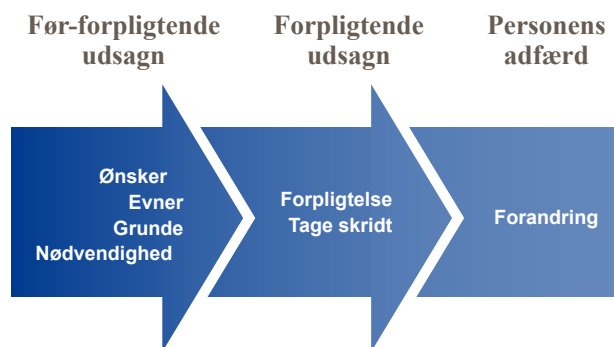 Før-forpligtende
udsagn
Forpligtende
udsagn
Personens
adfærd
Ønsker
Evner
Grunde
Nødvendighed
Forpligtelse
Tage skridt
Forandring